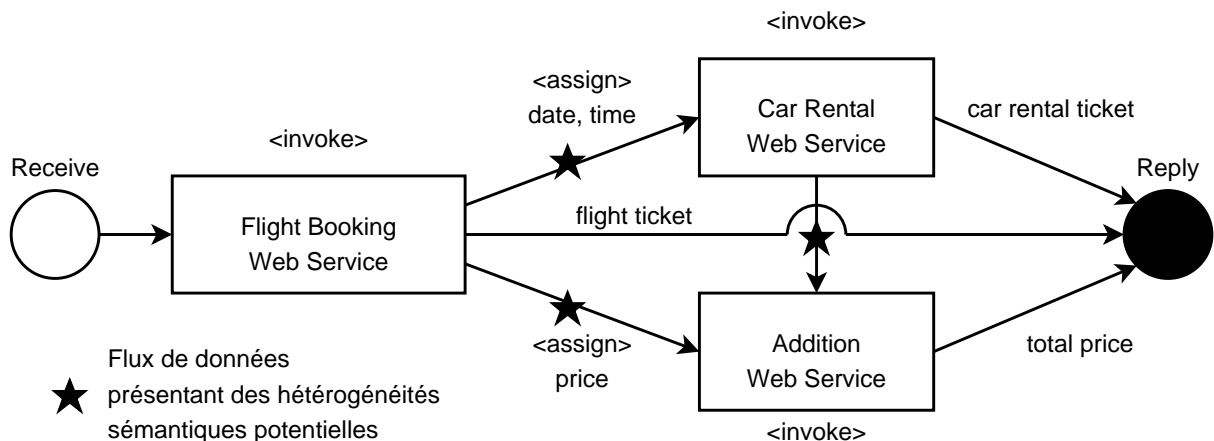 <invoke>
<assign>
date, time
Car Rental
Web Service
car rental ticket
<invoke>
Receive
Reply
Flight Booking
Web Service
flight ticket
<assign>
price
Addition
Web Service
total price
<invoke>
Flux de données
présentant des hétérogénéités
sémantiques potentielles